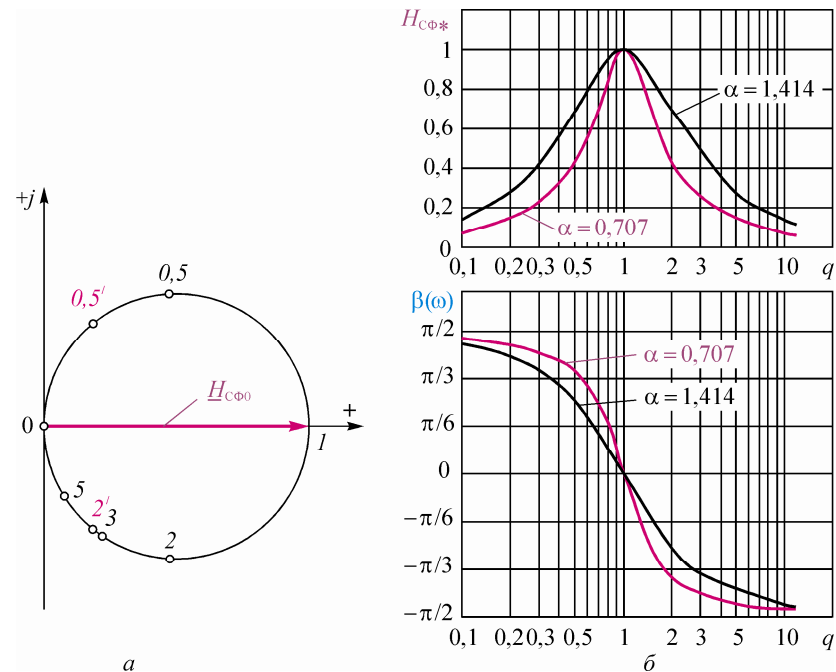 +j
0,5
0,5′
H̲СФ0
0
+
1
5
2′
3
2
а
HСФ*
1
0,8
0,6
0,4
0,2
0
α = 1,414
α = 0,707
0,1 0,2 0,3 0,5 1 2 3 5 10 q
β(ω)
π/2
π/3
π/6
0
−π/6
−π/3
−π/2
α = 0,707
α = 1,414
0,1 0,2 0,3 0,5 1 2 3 5 10 q
б